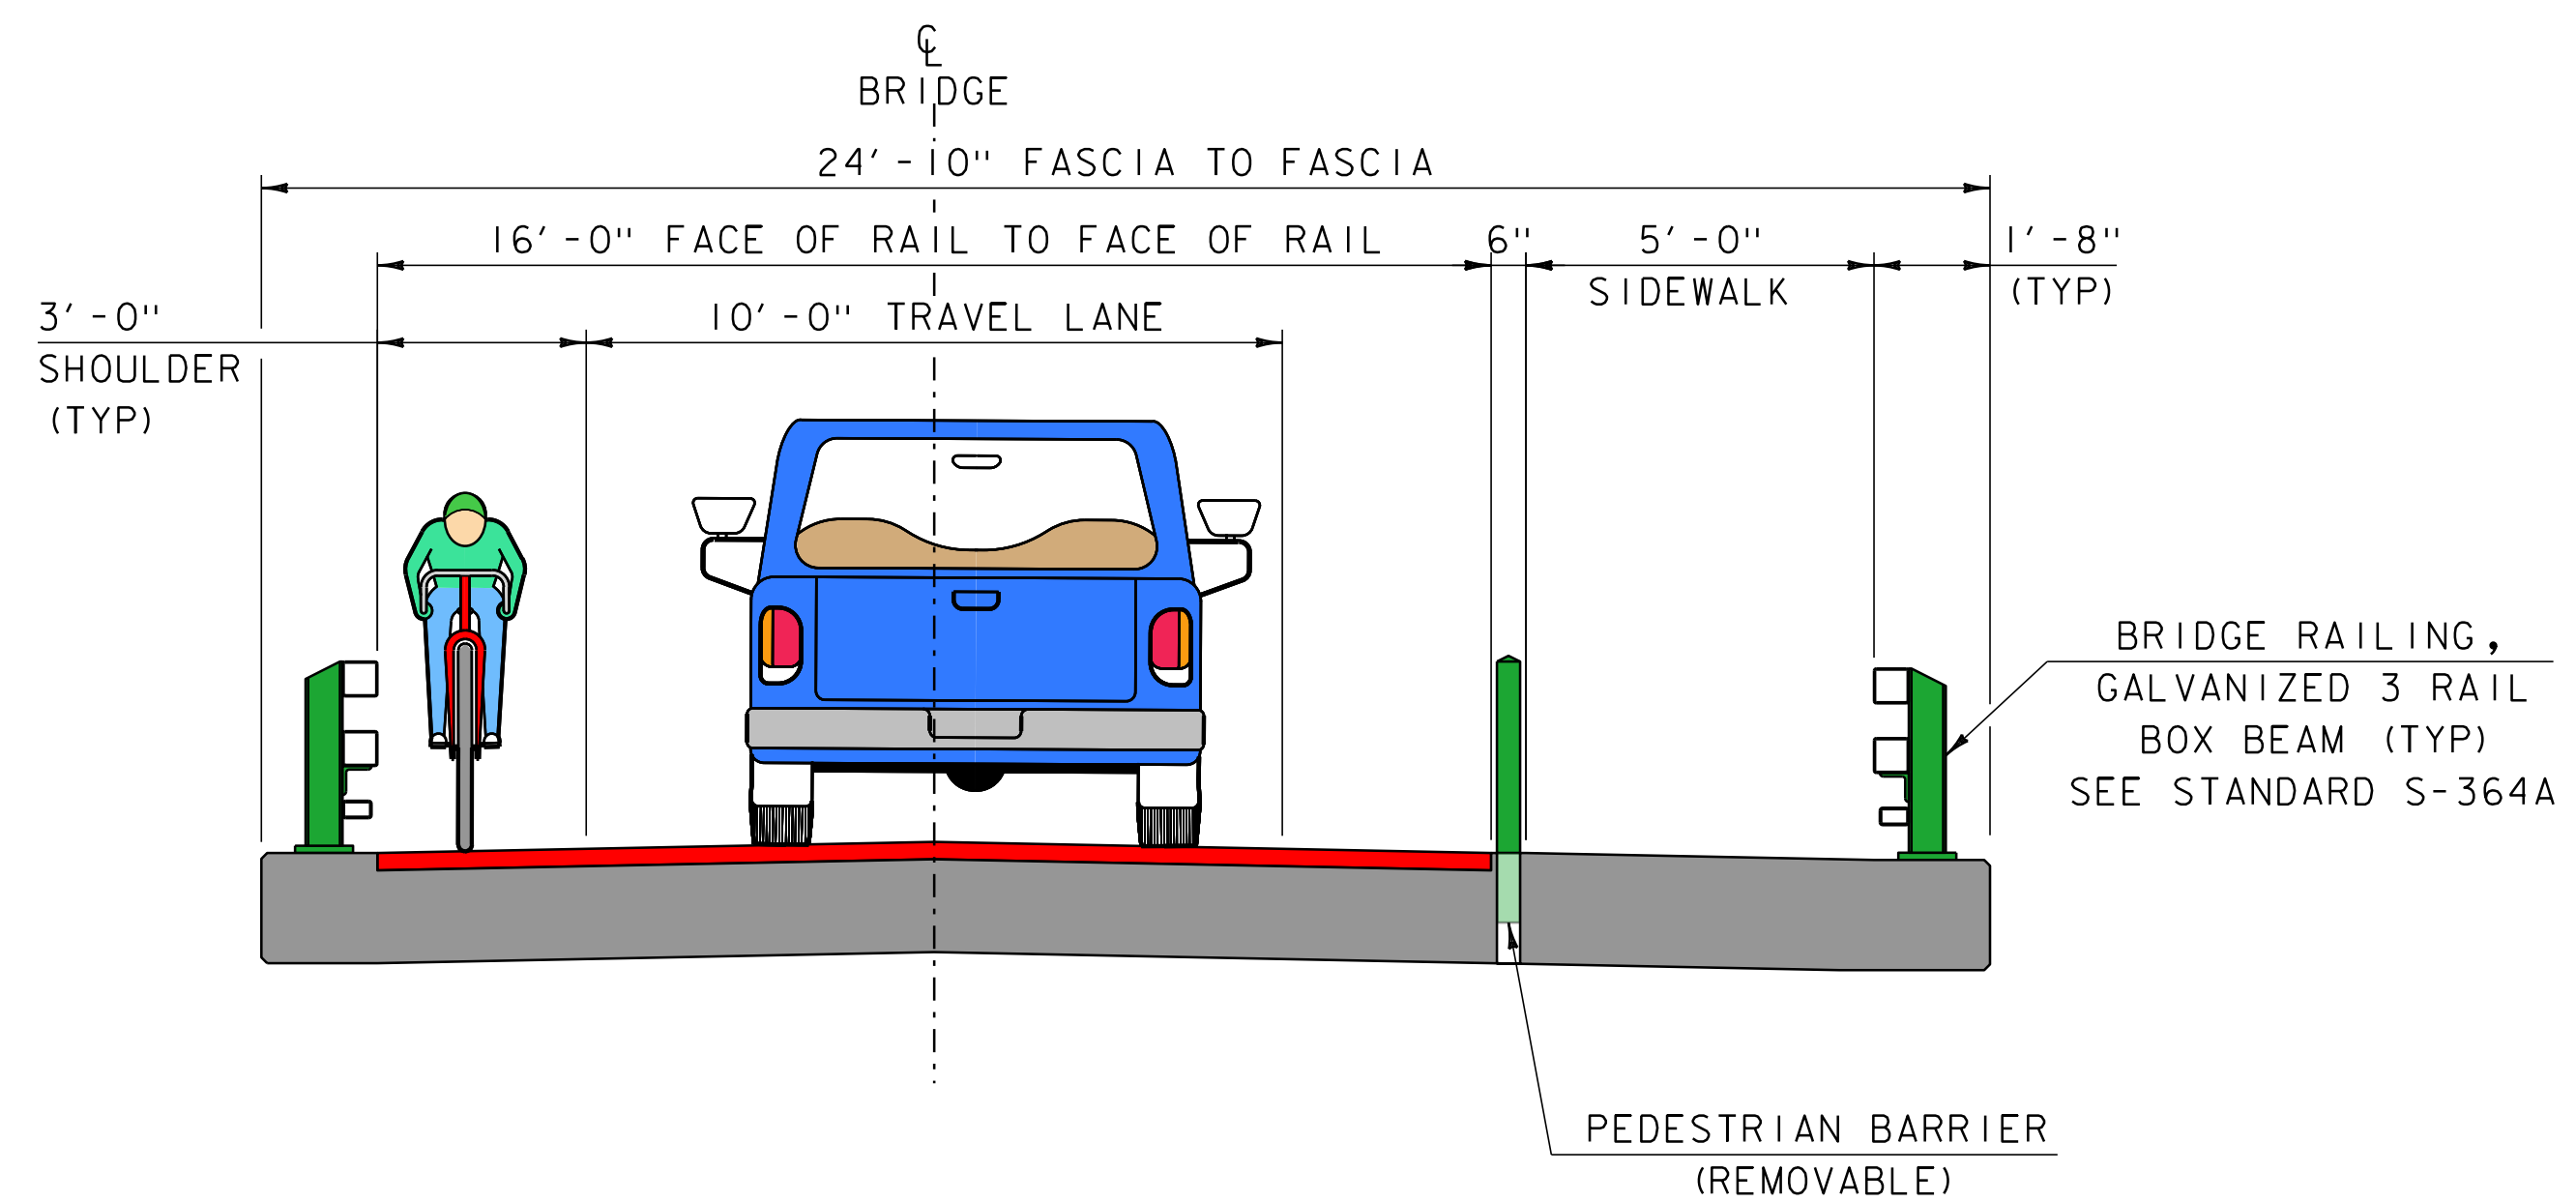 ℄
BRIDGE
24'-10" FASCIA TO FASCIA
16'-0" FACE OF RAIL TO FACE OF RAIL
6"
5'-0"
SIDEWALK
1'-8"
(TYP)
3'-0"
SHOULDER
(TYP)
10'-0" TRAVEL LANE
BRIDGE RAILING,
GALVANIZED 3 RAIL
BOX BEAM (TYP)
SEE STANDARD S-364A
PEDESTRIAN BARRIER
(REMOVABLE)